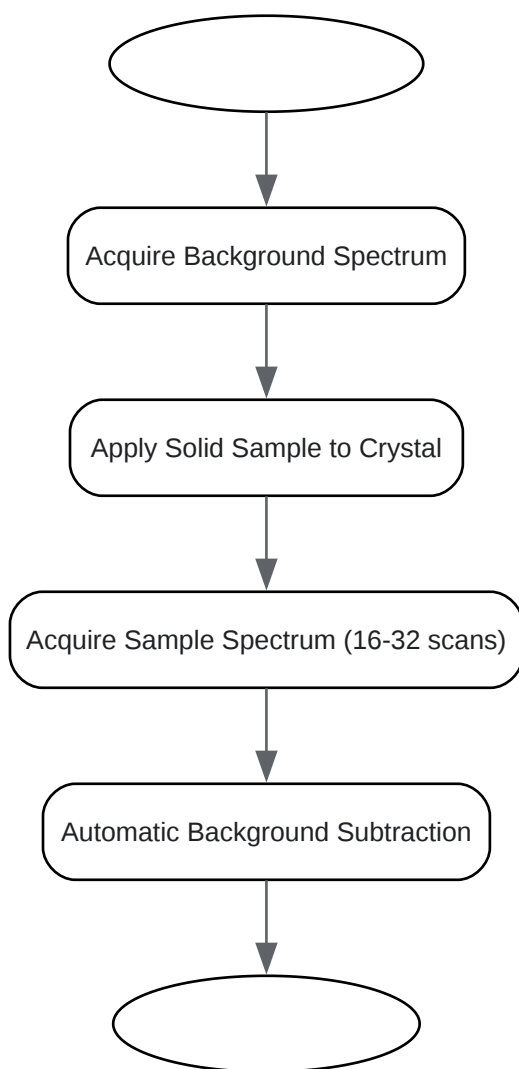 Acquire Background Spectrum
Apply Solid Sample to Crystal
Acquire Sample Spectrum (16-32 scans)
Automatic Background Subtraction